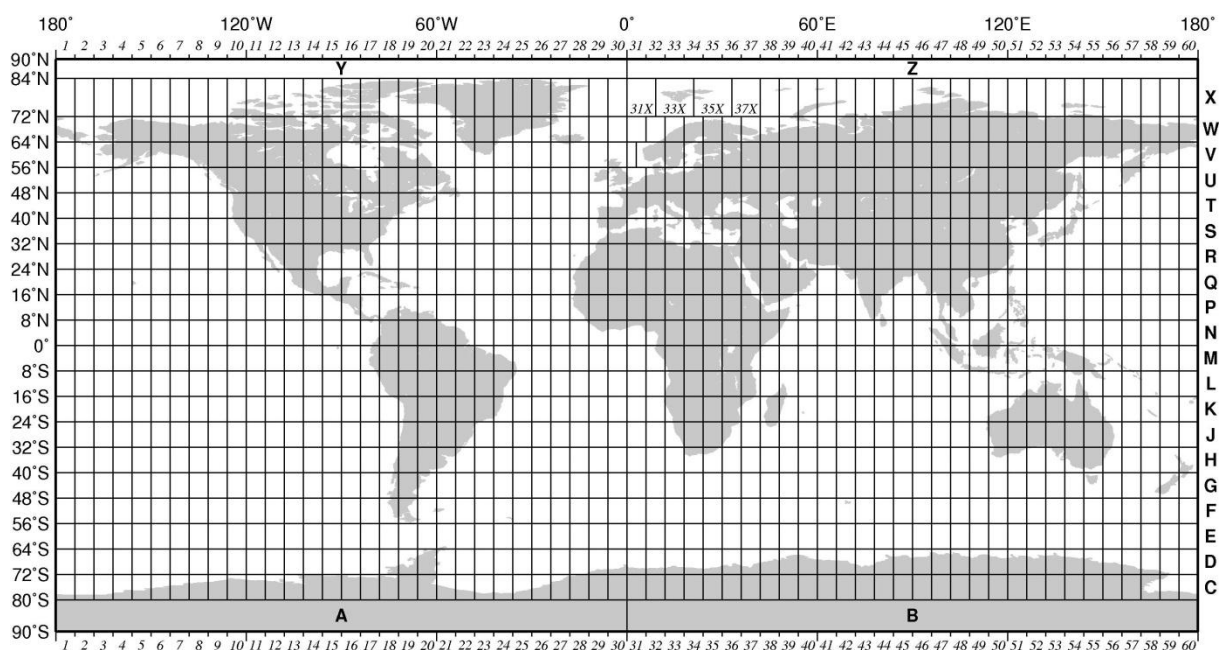 180° 120°W 60°W 0° 60°E 120°E 180°
1 2 3 4 5 6 7 8 9 10 11 12 13 14 15 16 17 18 19 20 21 22 23 24 25 26 27 28 29 30 31 32 33 34 35 36 37 38 39 40 41 42 43 44 45 46 47 48 49 50 51 52 53 54 55 56 57 58 59 60
90°N
Y Z
84°N
X
31X 33X 35X 37X
72°N
W
64°N
V
56°N
U
48°N
T
40°N
S
32°N
R
24°N
Q
16°N
P
8°N
N
0°
M
8°S
L
16°S
K
24°S
J
32°S
H
40°S
G
48°S
F
56°S
E
64°S
D
72°S
C
80°S
A B
90°S
1 2 3 4 5 6 7 8 9 10 11 12 13 14 15 16 17 18 19 20 21 22 23 24 25 26 27 28 29 30 31 32 33 34 35 36 37 38 39 40 41 42 43 44 45 46 47 48 49 50 51 52 53 54 55 56 57 58 59 60
180° 120°W 60°W 0° 60°E 120°E 180°